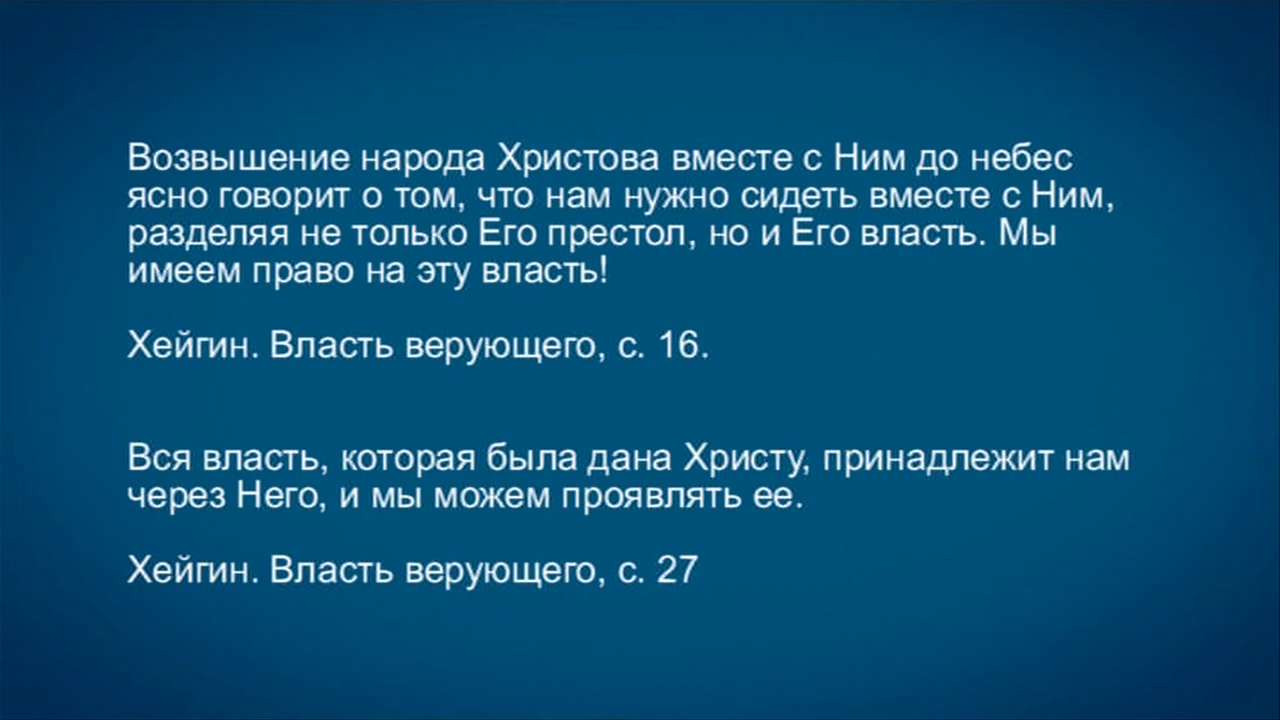 Возвышение народа Христова вместе с Ним до небес
ясно говорит о том, что нам нужно сидеть вместе с Ним,
разделяя не только Его престол, но и Его власть. Мы
имеем право на эту власть!
Хейгин. Власть верующего, с. 16.
Вся власть, которая была дана Христу, принадлежит нам
через Него, и мы можем проявлять ее.
Хейгин. Власть верующего, с. 27